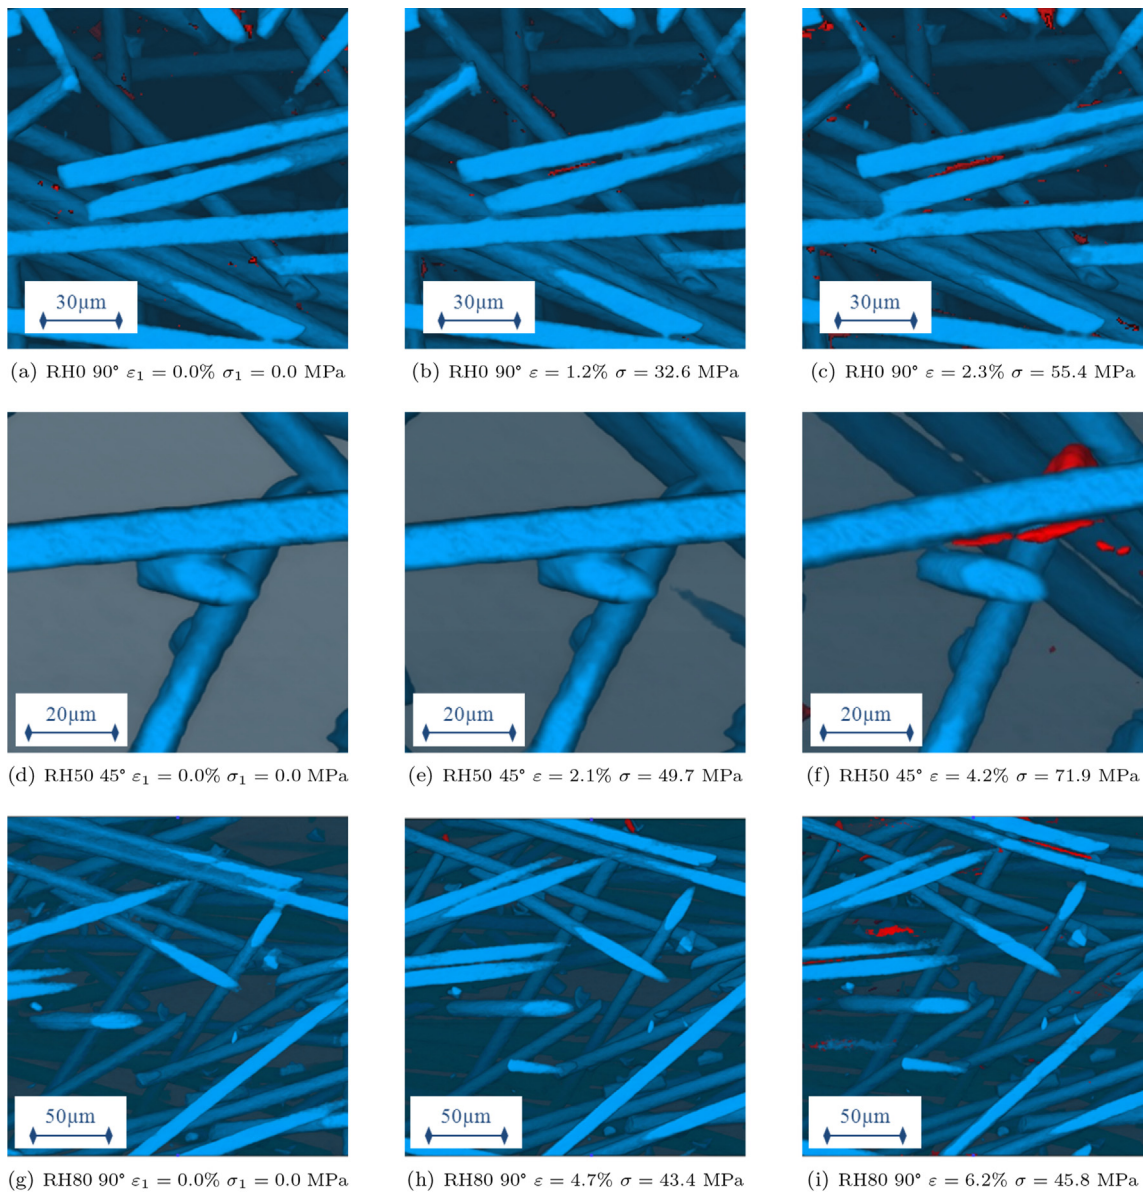 30μm
30μm
30μm
(a) RH0 90° ε₁ = 0.0% σ₁ = 0.0 MPa
(b) RH0 90° ε = 1.2% σ = 32.6 MPa
(c) RH0 90° ε = 2.3% σ = 55.4 MPa
20μm
20μm
20μm
(d) RH50 45° ε₁ = 0.0% σ₁ = 0.0 MPa
(e) RH50 45° ε = 2.1% σ = 49.7 MPa
(f) RH50 45° ε = 4.2% σ = 71.9 MPa
50μm
50μm
50μm
(g) RH80 90° ε₁ = 0.0% σ₁ = 0.0 MPa
(h) RH80 90° ε = 4.7% σ = 43.4 MPa
(i) RH80 90° ε = 6.2% σ = 45.8 MPa